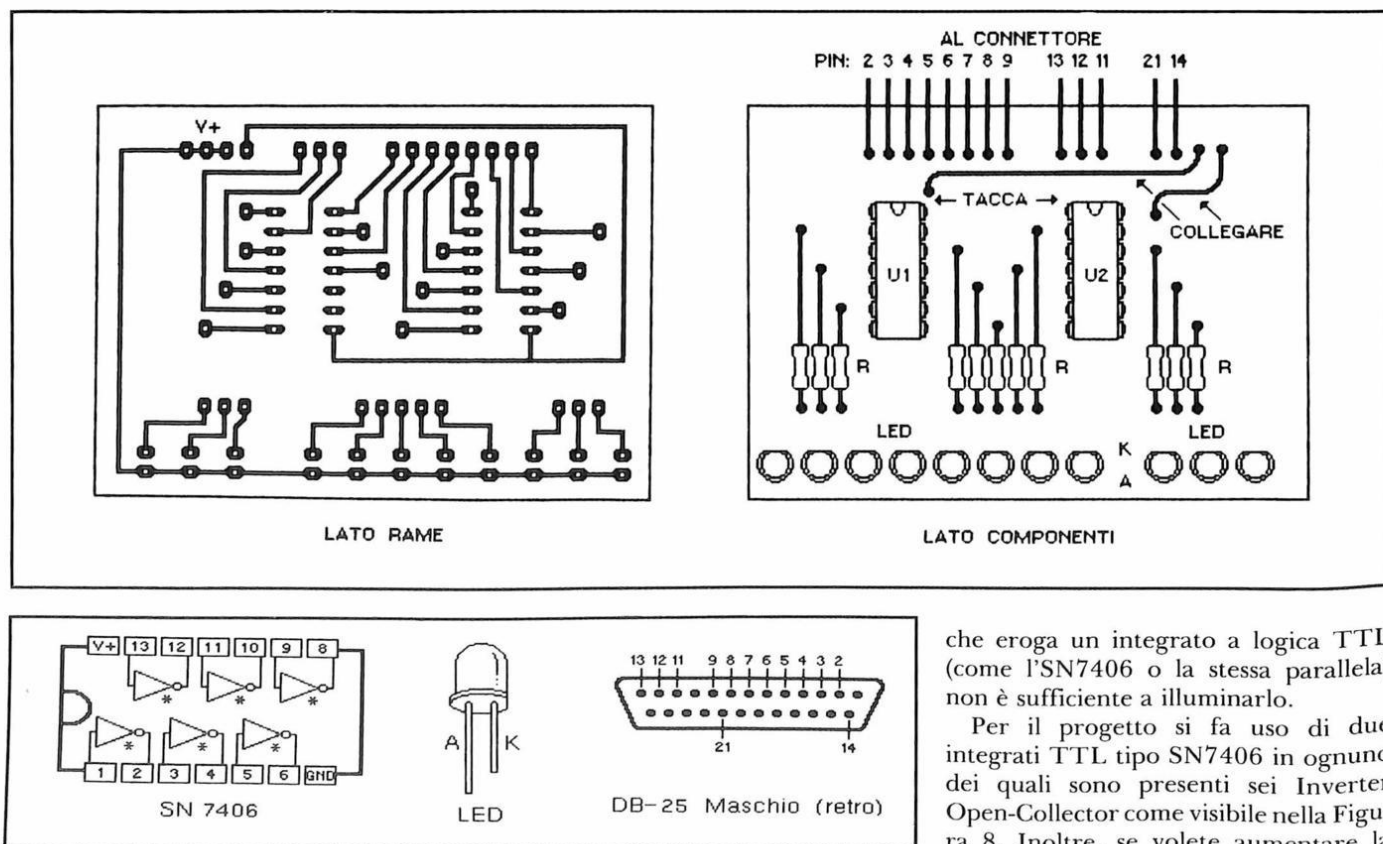 AL CONNETTORE
PIN: 2 3 4 5 6 7 8 9 13 12 11 21 14
V+
← TACCA →
COLLEGARE
U1 U2
R R R
LED LED
K
A
LATO RAME
LATO COMPONENTI
V+ 13 12 11 10 9 8
* * *
* * *
1 2 3 4 5 6 GND
SN 7406
A K
LED
13 12 11 9 8 7 6 5 4 3 2
21 14
DB-25 Maschio (retro)
che eroga un integrato a logica TTL
(come l'SN7406 o la stessa parallela
non è sufficiente a illuminarlo.
Per il progetto si fa uso di due
integrati TTL tipo SN7406 in ognuno
dei quali sono presenti sei Inverter
Open-Collector come visibile nella Figu
ra 8. Inoltre, se volete aumentare la